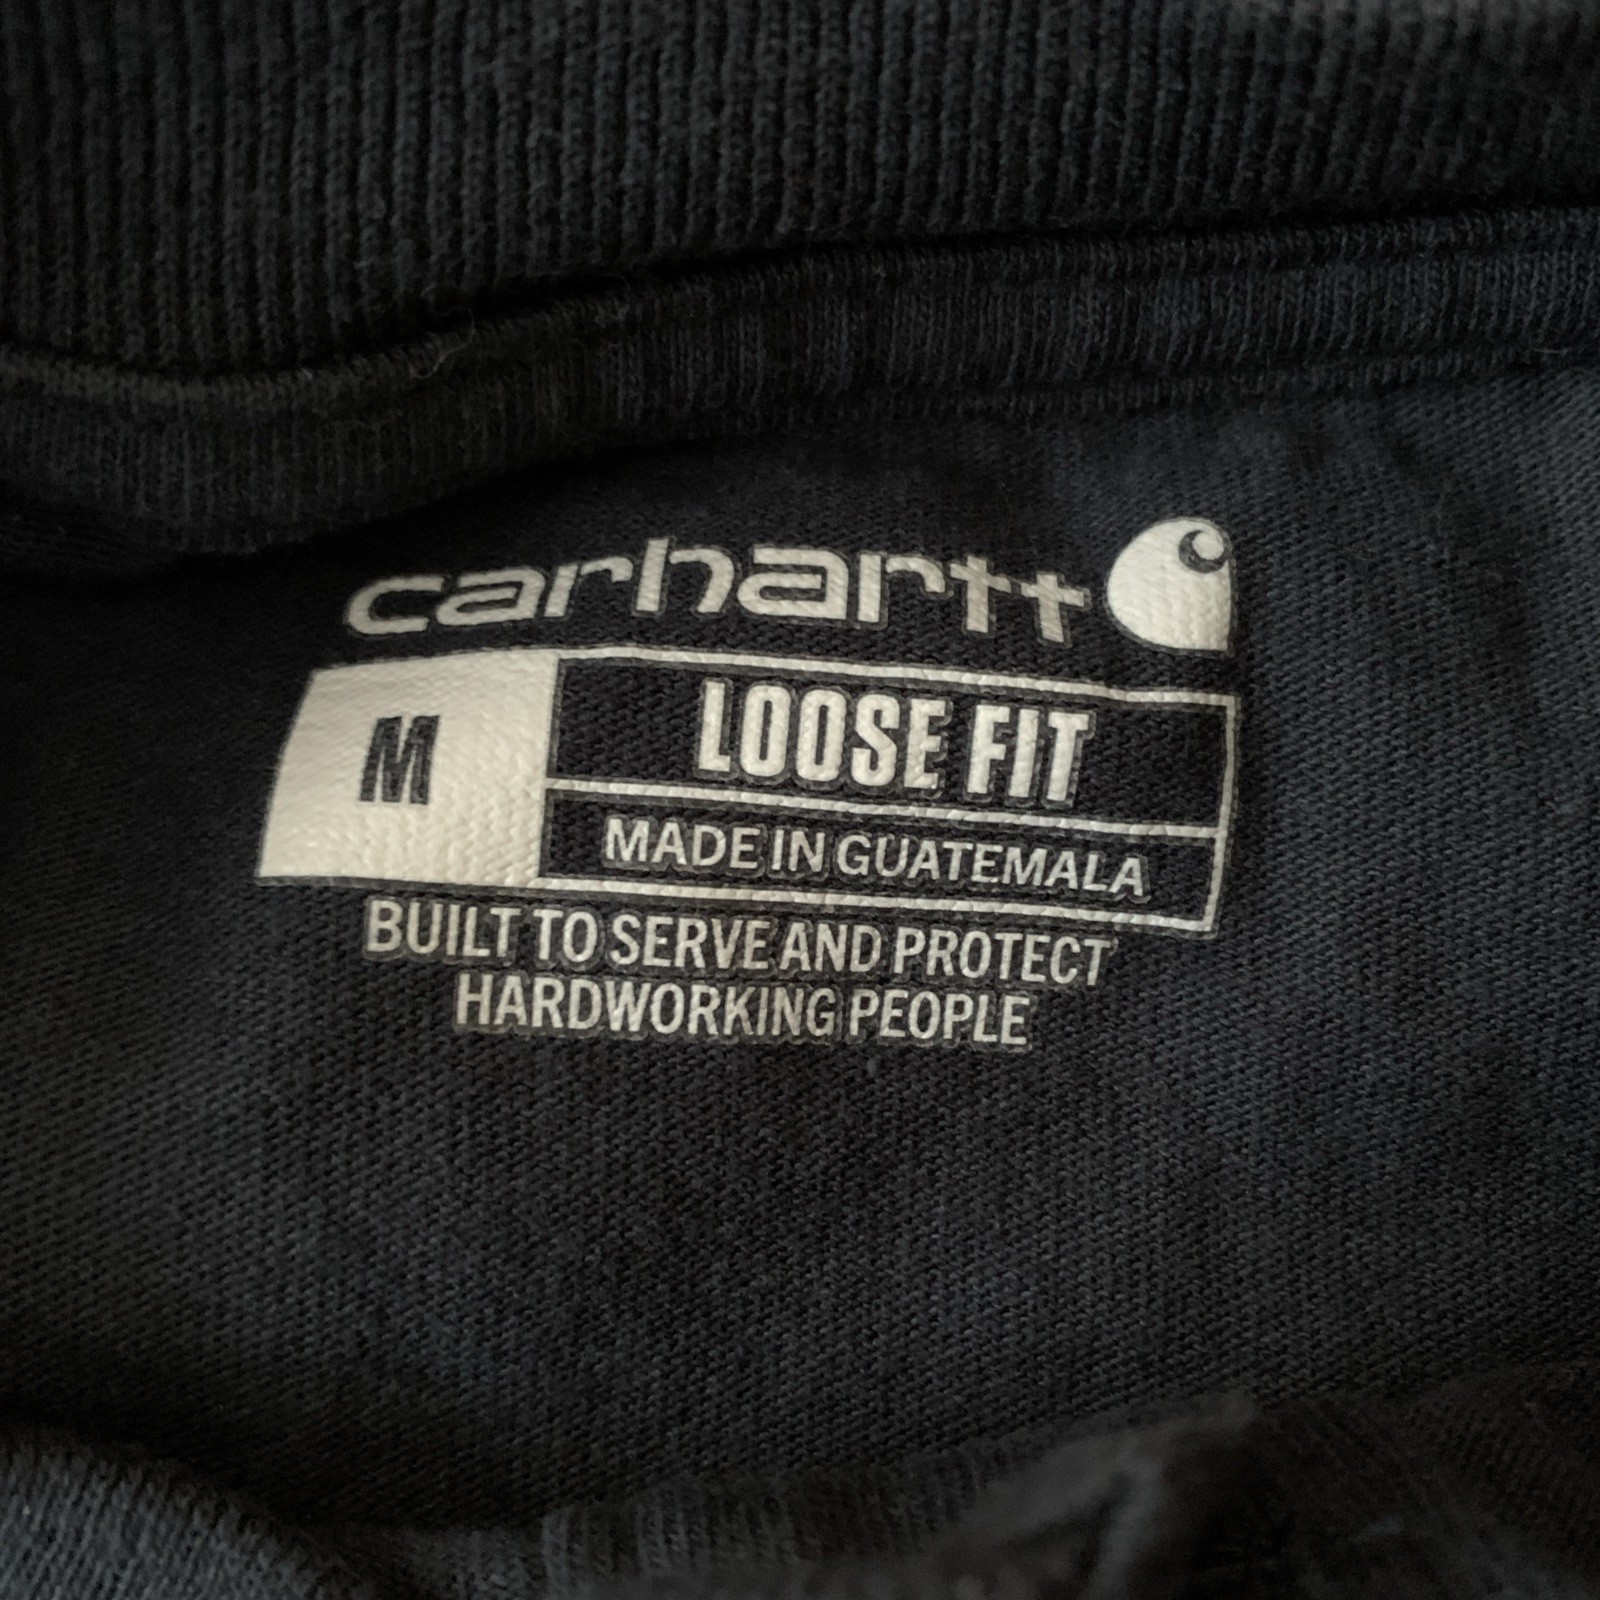 carhartt
M
LOOSE FIT
MADE IN GUATEMALA
BUILT TO SERVE AND PROTECT
HARDWORKING PEOPLE